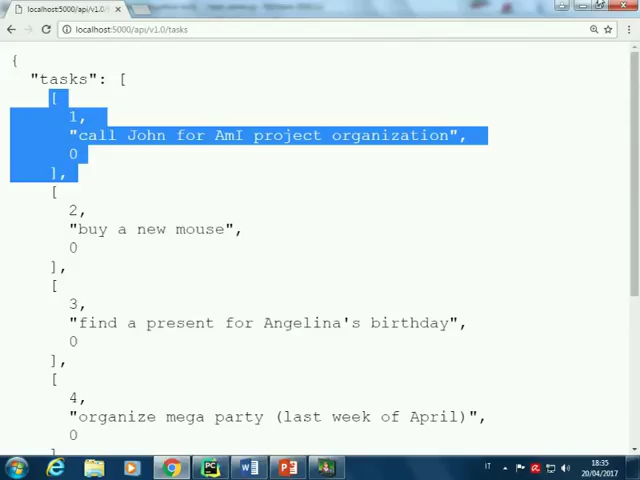 localhost:5000/api/v1.0/
localhost:5000/api/v1.0/tasks
{
"tasks": [
[
1,
"call John for AmI project organization",
0
],
[
2,
"buy a new mouse",
0
],
[
3,
"find a present for Angelina's birthday",
0
],
[
4,
"organize mega party (last week of April)",
0
]
IT
18:35
20/04/2017